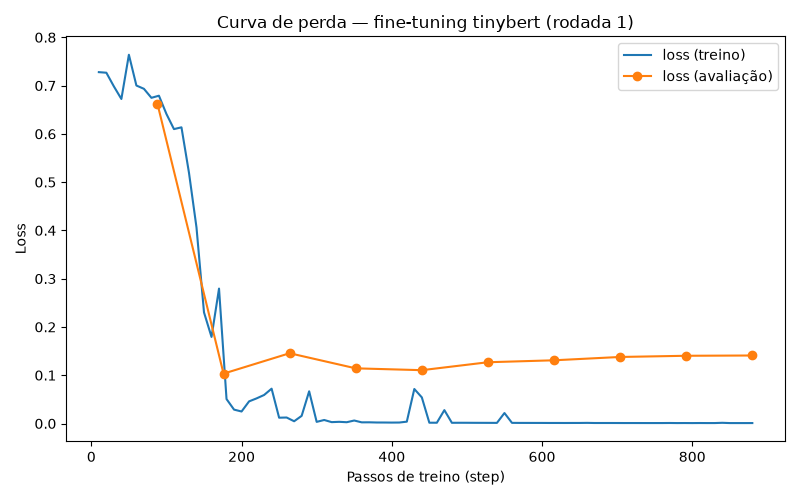 Curva de perda — fine-tuning tinybert (rodada 1)
loss (treino)
loss (avaliação)
Loss
0.8
0.7
0.6
0.5
0.4
0.3
0.2
0.1
0.0
0 200 400 600 800
Passos de treino (step)